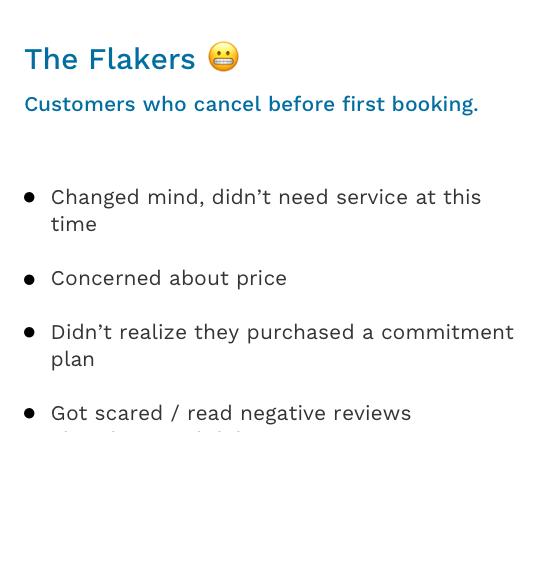 The Flakers 😬
Customers who cancel before first booking.
• Changed mind, didn’t need service at this
time
• Concerned about price
• Didn’t realize they purchased a commitment
plan
• Got scared / read negative reviews